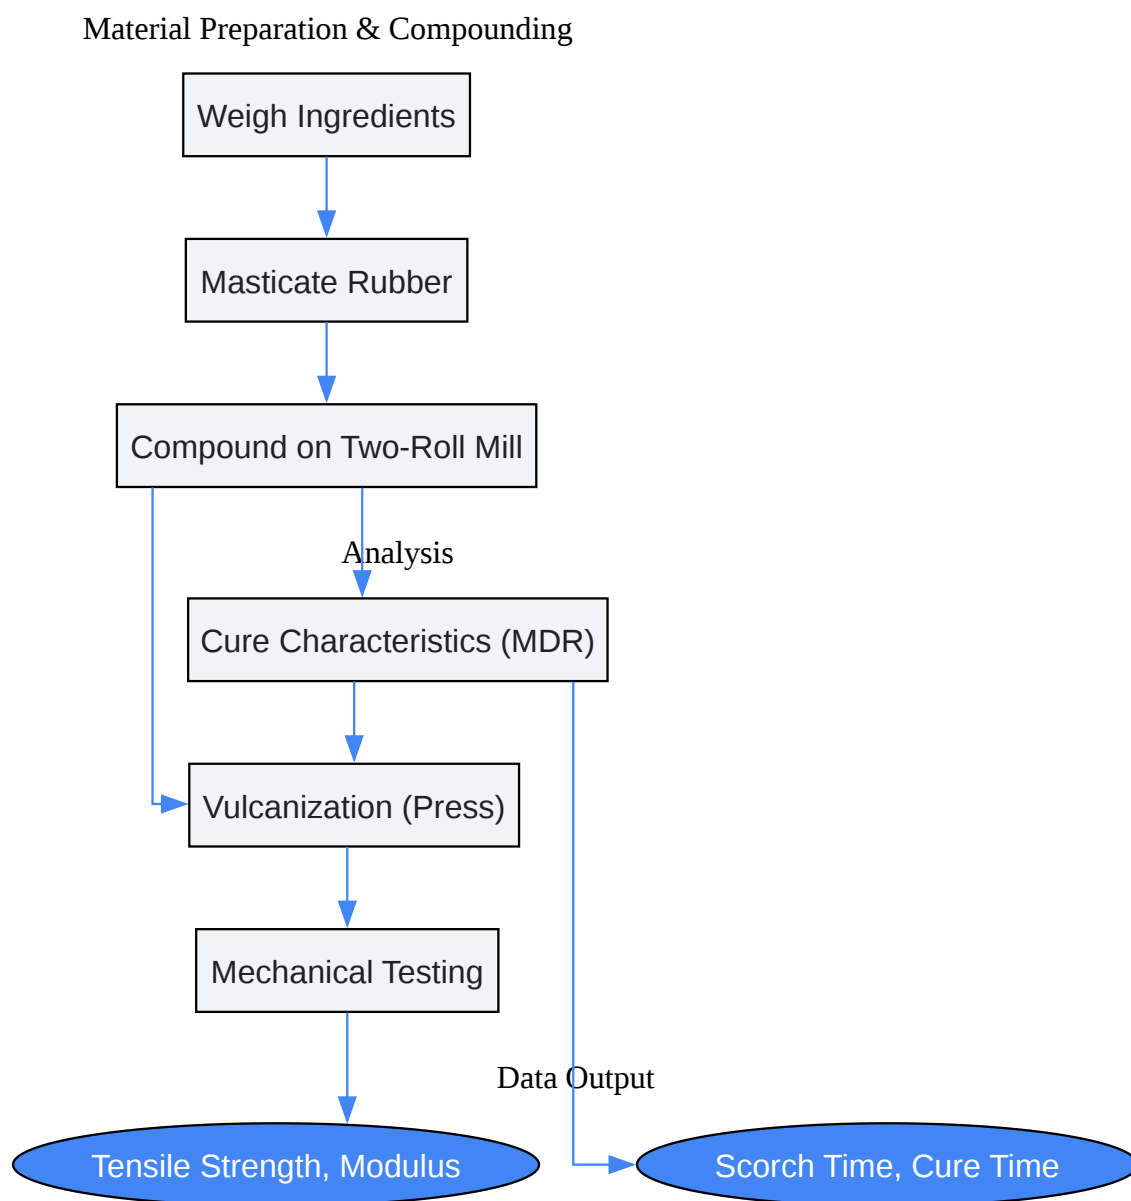 Material Preparation & Compounding
Weigh Ingredients
Masticate Rubber
Compound on Two-Roll Mill
Analysis
Cure Characteristics (MDR)
Vulcanization (Press)
Mechanical Testing
Data Output
Tensile Strength, Modulus
Scorch Time, Cure Time